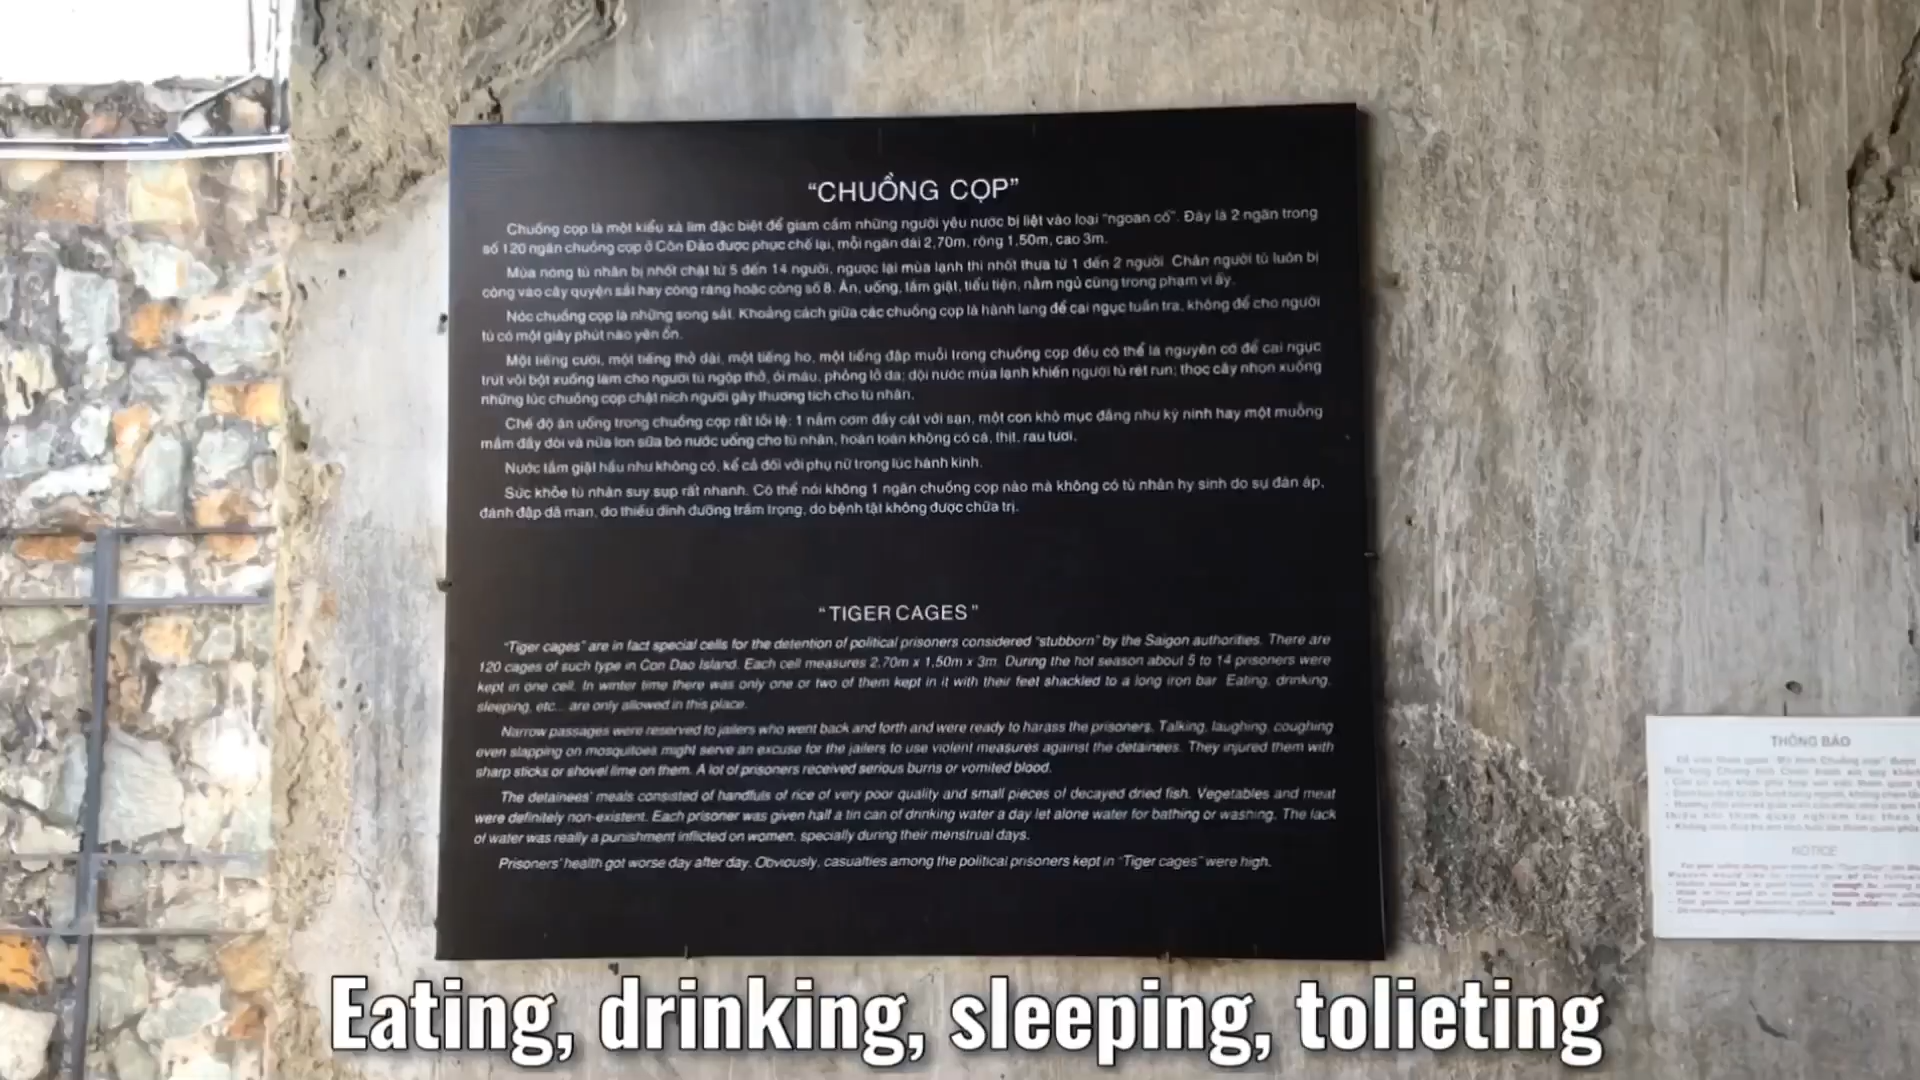 “CHUỒNG CỌP”
Chuồng cọp là một kiểu xà lim đặc biệt để giam cầm những người yêu nước bị liệt vào loại “ngoan cố”. Đây là 2 ngăn trong
số 120 ngăn chuồng cọp ở Côn Đảo được phục chế lại, mỗi ngăn dài 2,70m, rộng 1,50m, cao 3m.
Mùa nóng tù nhân bị nhốt chật từ 5 đến 14 người, ngược lại mùa lạnh thì nhốt thưa từ 1 đến 2 người. Chân người tù luôn bị
còng vào cây quyện sắt hay còng răng hoặc còng số 8. Ăn, uống, tắm giặt, tiểu tiện, nằm ngủ cũng trong phạm vi ấy.
Nóc chuồng cọp là những song sắt. Khoảng cách giữa các chuồng cọp là hành lang để cai ngục tuần tra, không để cho người
tù có một giây phút nào yên ổn.
Một tiếng cười, một tiếng thở dài, một tiếng ho, một tiếng đập muỗi trong chuồng cọp đều có thể là nguyên cớ để cai ngục
trút vôi bột xuống làm cho người tù ngộp thở, ói máu, phỏng lở da; dội nước mùa lạnh khiến người tù rét run; thọc cây nhọn xuống
những lúc chuồng cọp chật ních người gây thương tích cho tù nhân.
Chế độ ăn uống trong chuồng cọp rất tồi tệ: 1 nắm cơm đầy cát với sạn, một con khô mục đắng như ký ninh hay một muỗng
mắm đầy dòi và nửa lon sữa bò nước uống cho tù nhân, hoàn toàn không có cá, thịt, rau tươi.
Nước tắm giặt hầu như không có, kể cả đối với phụ nữ trong lúc hành kinh.
Sức khỏe tù nhân suy sụp rất nhanh. Có thể nói không 1 ngăn chuồng cọp nào mà không có tù nhân hy sinh do sự đàn áp,
đánh đập dã man, do thiếu dinh dưỡng trầm trọng, do bệnh tật không được chữa trị.
“TIGER CAGES”
“Tiger cages” are in fact special cells for the detention of political prisoners considered “stubborn” by the Saigon authorities. There are
120 cages of such type in Con Dao Island. Each cell measures 2,70m x 1,50m x 3m. During the hot season about 5 to 14 prisoners were
kept in one cell. In winter time there was only one or two of them kept in it with their feet shackled to a long iron bar. Eating, drinking,
sleeping, etc... are only allowed in this place.
Narrow passages were reserved to jailers who went back and forth and were ready to harass the prisoners. Talking, laughing, coughing
even slapping on mosquitoes might serve an excuse for the jailers to use violent measures against the detainees. They injured them with
sharp sticks or shovel lime on them. A lot of prisoners received serious burns or vomited blood.
The detainees’ meals consisted of handfuls of rice of very poor quality and small pieces of decayed dried fish. Vegetables and meat
were definitely non-existent. Each prisoner was given half a tin can of drinking water a day let alone water for bathing or washing. The lack
of water was really a punishment inflicted on women, specially during their menstrual days.
Prisoners’ health got worse day after day. Obviously, casualties among the political prisoners kept in “Tiger cages” were high.
THÔNG BÁO
NOTICE
Eating, drinking, sleeping, tolieting